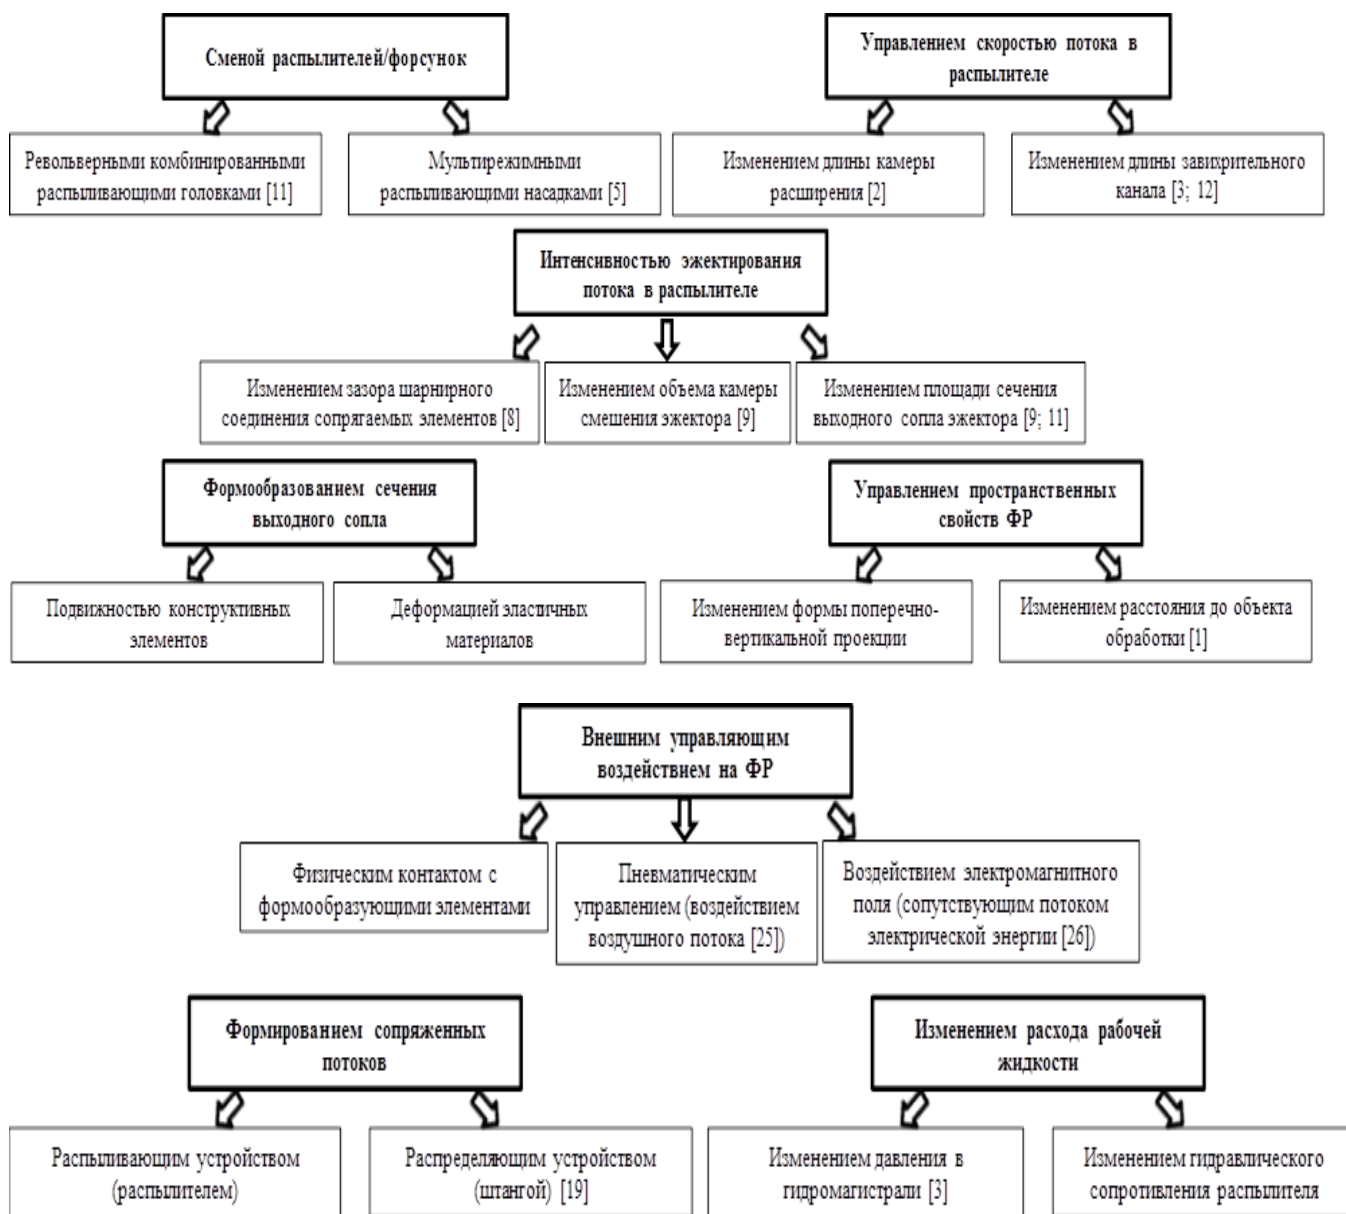 Сменой распылителей/форсунок
Управлением скоростью потока в
распылителе
Револьверными комбинированными
распыливающими головками [11]
Мультирежимными
распыливающими насадками [5]
Изменением длины камеры
расширения [2]
Изменением длины завихрительного
канала [3; 12]
Интенсивностью эжектирования
потока в распылителе
Изменением зазора шарнирного
соединения сопрягаемых элементов [8]
Изменением объема камеры
смешения эжектора [9]
Изменением площади сечения
выходного сопла эжектора [9; 11]
Формообразованием сечения
выходного сопла
Управлением пространственных
свойств ФР
Подвижностью конструктивных
элементов
Деформацией эластичных
материалов
Изменением формы поперечно-
вертикальной проекции
Изменением расстояния до объекта
обработки [1]
Внешним управляющим
воздействием на ФР
Физическим контактом с
формообразующими элементами
Пневматическим
управлением (воздействием
воздушного потока [25])
Воздействием электромагнитного
поля (сопутствующим потоком
электрической энергии [26])
Формированием сопряженных
потоков
Изменением расхода рабочей
жидкости
Распыливающим устройством
(распылителем)
Распределяющим устройством
(штангой) [19]
Изменением давления в
гидромагистрали [3]
Изменением гидравлического
сопротивления распылителя